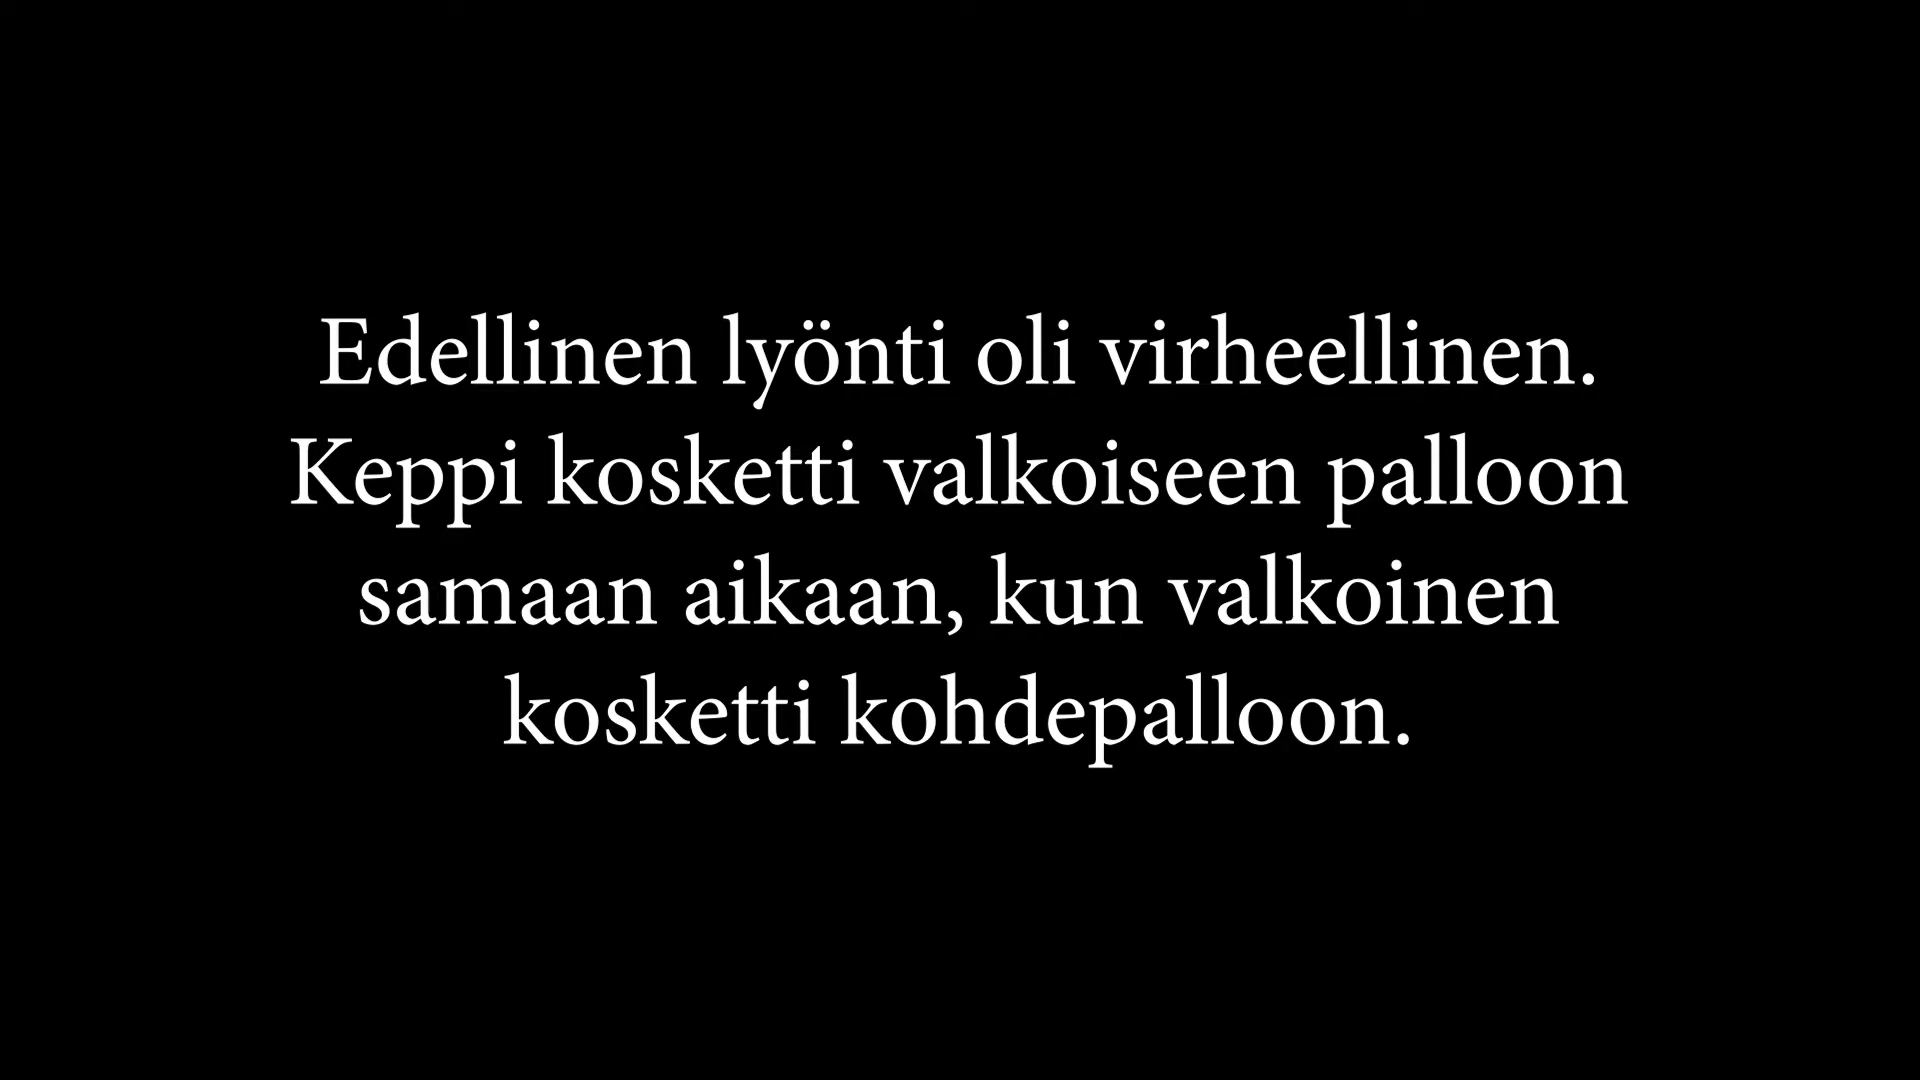 Edellinen lyönti oli virheellinen.
Keppi kosketti valkoiseen palloon
samaan aikaan, kun valkoinen
kosketti kohdepalloon.